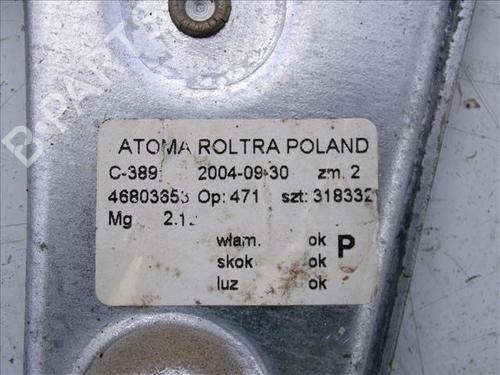 ATOMA ROLTRA POLAND
C-389 2004-09-30 zm. 2
46803653 Op: 471 szt: 318332
Mg 2.12
włam. ok P
skok ok
luz ok